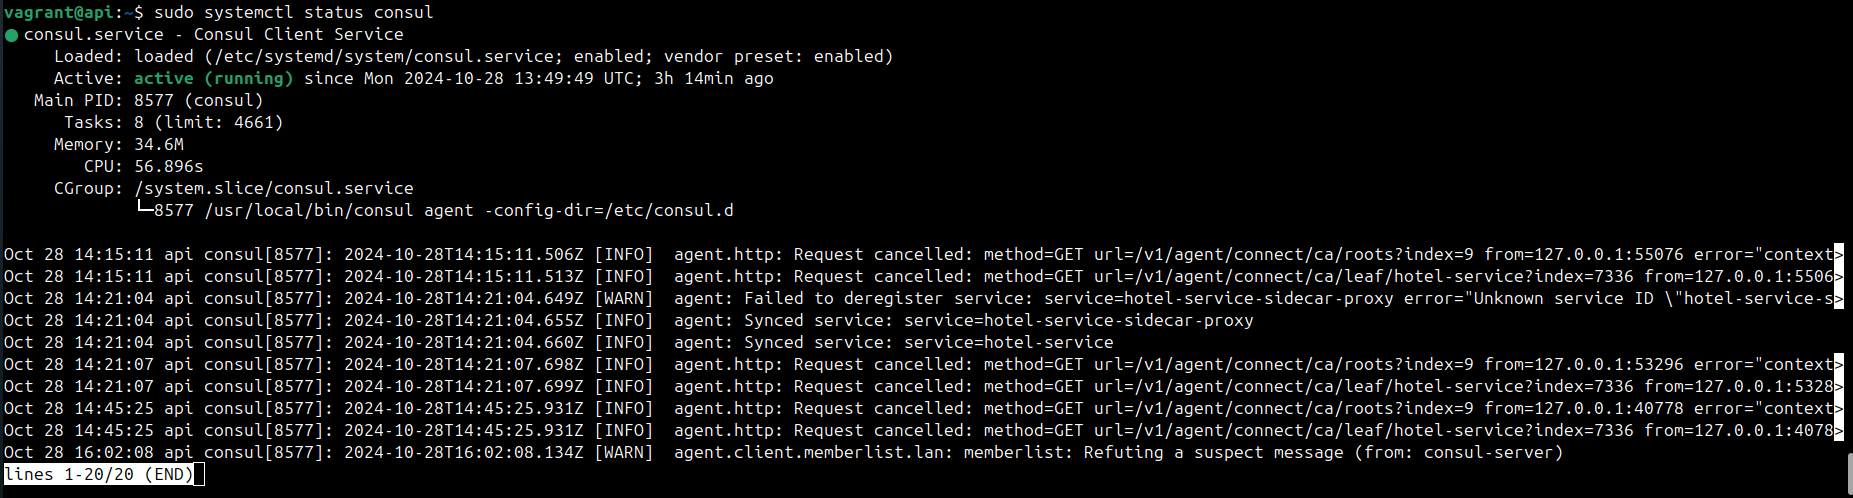 vagrant@api:~$ sudo systemctl status consul
● consul.service - Consul Client Service
     Loaded: loaded (/etc/systemd/system/consul.service; enabled; vendor preset: enabled)
     Active: active (running) since Mon 2024-10-28 13:49:49 UTC; 3h 14min ago
   Main PID: 8577 (consul)
      Tasks: 8 (limit: 4661)
     Memory: 34.6M
        CPU: 56.896s
     CGroup: /system.slice/consul.service
             └─8577 /usr/local/bin/consul agent -config-dir=/etc/consul.d

Oct 28 14:15:11 api consul[8577]: 2024-10-28T14:15:11.506Z [INFO]  agent.http: Request cancelled: method=GET url=/v1/agent/connect/ca/roots?index=9 from=127.0.0.1:55076 error="context>
Oct 28 14:15:11 api consul[8577]: 2024-10-28T14:15:11.513Z [INFO]  agent.http: Request cancelled: method=GET url=/v1/agent/connect/ca/leaf/hotel-service?index=7336 from=127.0.0.1:5506>
Oct 28 14:21:04 api consul[8577]: 2024-10-28T14:21:04.649Z [WARN]  agent: Failed to deregister service: service=hotel-service-sidecar-proxy error="Unknown service ID \"hotel-service-s>
Oct 28 14:21:04 api consul[8577]: 2024-10-28T14:21:04.655Z [INFO]  agent: Synced service: service=hotel-service-sidecar-proxy
Oct 28 14:21:04 api consul[8577]: 2024-10-28T14:21:04.660Z [INFO]  agent: Synced service: service=hotel-service
Oct 28 14:21:07 api consul[8577]: 2024-10-28T14:21:07.698Z [INFO]  agent.http: Request cancelled: method=GET url=/v1/agent/connect/ca/roots?index=9 from=127.0.0.1:53296 error="context>
Oct 28 14:21:07 api consul[8577]: 2024-10-28T14:21:07.699Z [INFO]  agent.http: Request cancelled: method=GET url=/v1/agent/connect/ca/leaf/hotel-service?index=7336 from=127.0.0.1:5328>
Oct 28 14:45:25 api consul[8577]: 2024-10-28T14:45:25.931Z [INFO]  agent.http: Request cancelled: method=GET url=/v1/agent/connect/ca/roots?index=9 from=127.0.0.1:40778 error="context>
Oct 28 14:45:25 api consul[8577]: 2024-10-28T14:45:25.931Z [INFO]  agent.http: Request cancelled: method=GET url=/v1/agent/connect/ca/leaf/hotel-service?index=7336 from=127.0.0.1:4078>
Oct 28 16:02:08 api consul[8577]: 2024-10-28T16:02:08.134Z [WARN]  agent.client.memberlist.lan: memberlist: Refuting a suspect message (from: consul-server)
lines 1-20/20 (END)